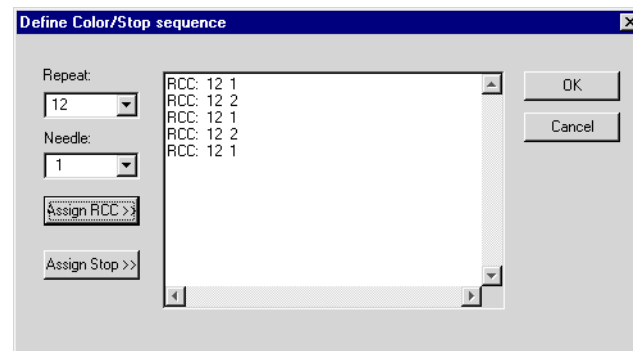 Define Color/Stop sequence
Repeat:
12
Needle:
1
Assign RCC >>
Assign Stop >>
RCC: 12 1
RCC: 12 2
RCC: 12 1
RCC: 12 2
RCC: 12 1
OK
Cancel